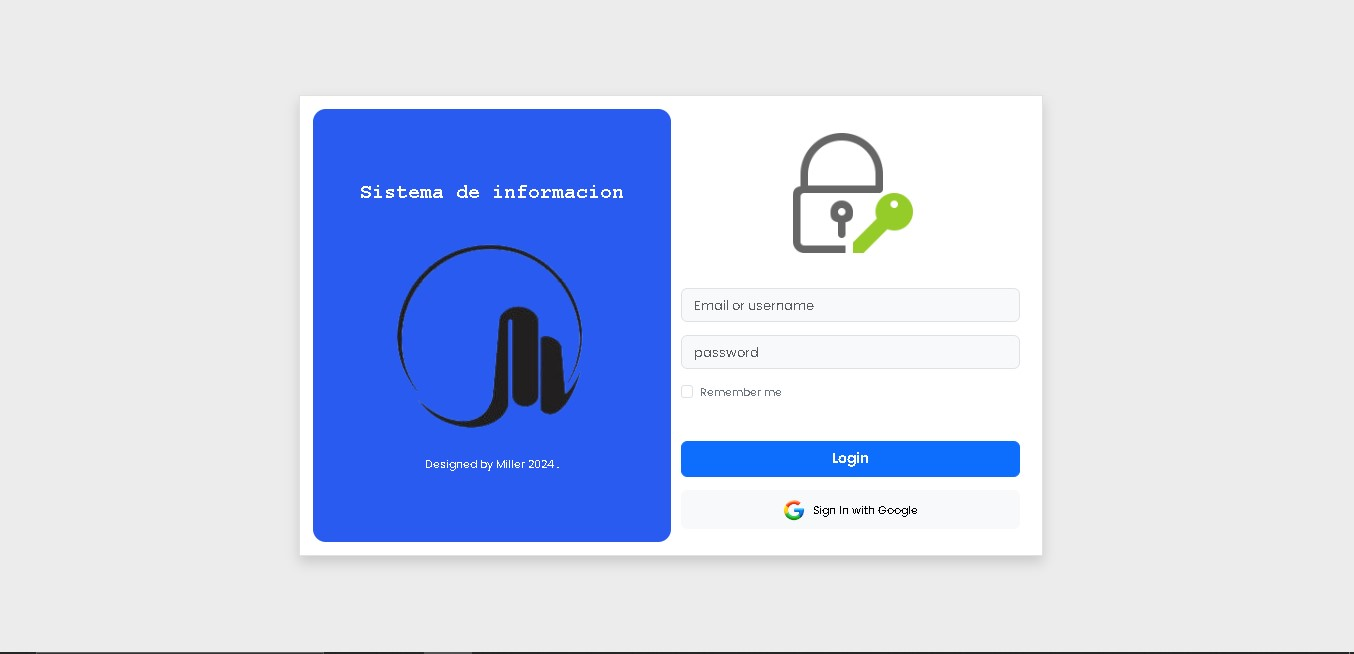 Sistema de informacion
Designed by Miller 2024 .
Email or username
password
Remember me
Login
Sign In with Google